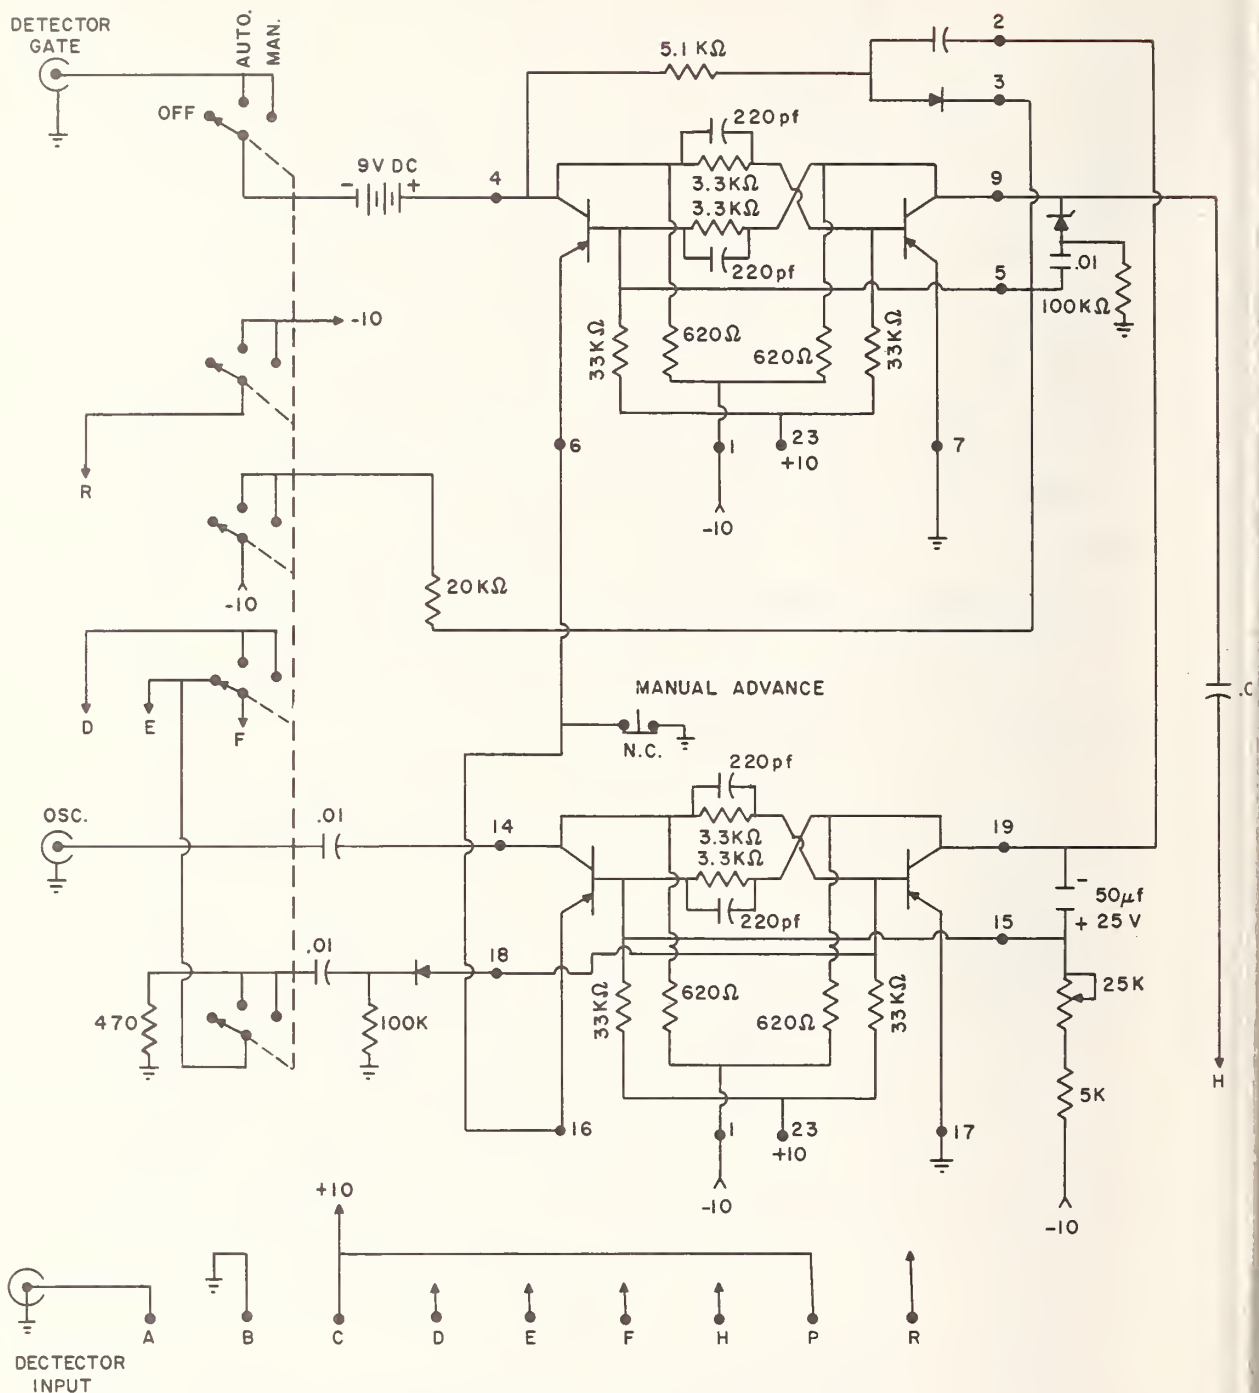 DETECTOR
GATE
AUTO.
MAN.
OFF
5.1 KΩ
2
3
220pf
9V DC
- +
4
3.3KΩ
3.3KΩ
9
220pf
5
.01
100KΩ
-10
33KΩ
620Ω
620Ω
33KΩ
6
1
23
+10
7
R
-10
-10
20KΩ
D
E
F
MANUAL ADVANCE
N.C.
220pf
OSC.
.01
14
3.3KΩ
3.3KΩ
19
-
50µf
+ 25V
220pf
15
.01
18
25K
470
100K
33KΩ
620Ω
620Ω
33KΩ
5K
H
16
1
23
+10
17
-10
-10
+10
A
B
C
D
E
F
H
P
R
DECTECTOR
INPUT